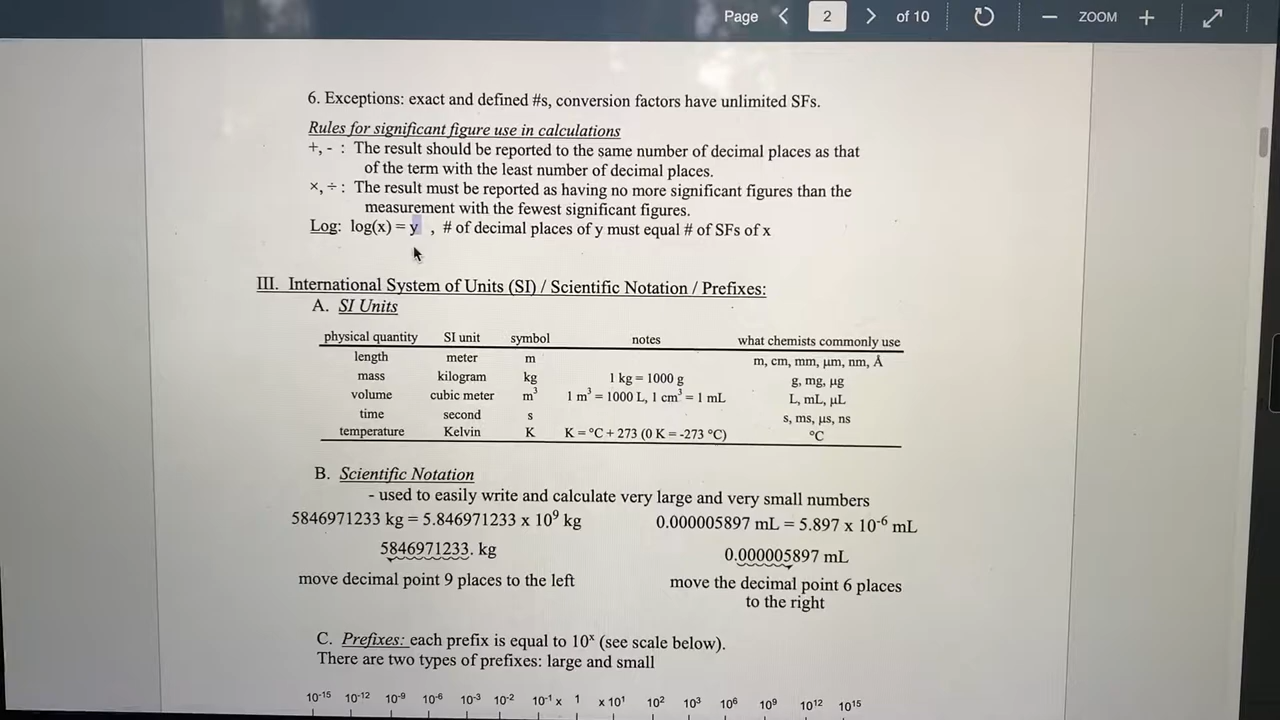 Page 2 of 10 ZOOM
6. Exceptions: exact and defined #s, conversion factors have unlimited SFs.
Rules for significant figure use in calculations
+, - : The result should be reported to the same number of decimal places as that
of the term with the least number of decimal places.
×, ÷ : The result must be reported as having no more significant figures than the
measurement with the fewest significant figures.
Log: log(x) = y , # of decimal places of y must equal # of SFs of x
III. International System of Units (SI) / Scientific Notation / Prefixes:
A. SI Units
physical quantity SI unit symbol notes what chemists commonly use
length meter m m, cm, mm, μm, nm, Å
mass kilogram kg 1 kg = 1000 g g, mg, μg
volume cubic meter m³ 1 m³ = 1000 L, 1 cm³ = 1 mL L, mL, μL
time second s s, ms, μs, ns
temperature Kelvin K K = °C + 273 (0 K = -273 °C) °C
B. Scientific Notation
- used to easily write and calculate very large and very small numbers
5846971233 kg = 5.846971233 x 10⁹ kg 0.000005897 mL = 5.897 x 10⁻⁶ mL
5846971233. kg 0.000005897 mL
move decimal point 9 places to the left move the decimal point 6 places
to the right
C. Prefixes: each prefix is equal to 10ˣ (see scale below).
There are two types of prefixes: large and small
10⁻¹⁵ 10⁻¹² 10⁻⁹ 10⁻⁶ 10⁻³ 10⁻² 10⁻¹ x 1 x 10¹ 10² 10³ 10⁶ 10⁹ 10¹² 10¹⁵